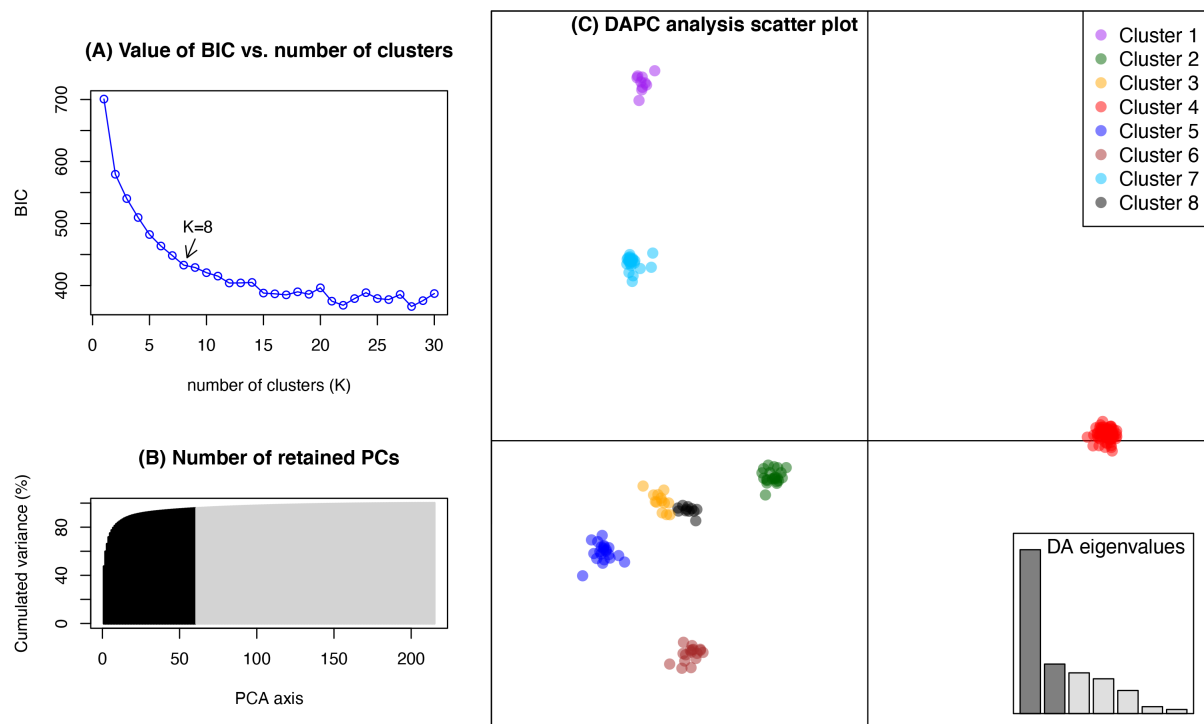 (A) Value of BIC vs. number of clusters
BIC
700
600
500
400
K=8
0 5 10 15 20 25 30
number of clusters (K)
(B) Number of retained PCs
Cumulated variance (%)
80
40
0
0 50 100 150 200
PCA axis
(C) DAPC analysis scatter plot
Cluster 1
Cluster 2
Cluster 3
Cluster 4
Cluster 5
Cluster 6
Cluster 7
Cluster 8
DA eigenvalues